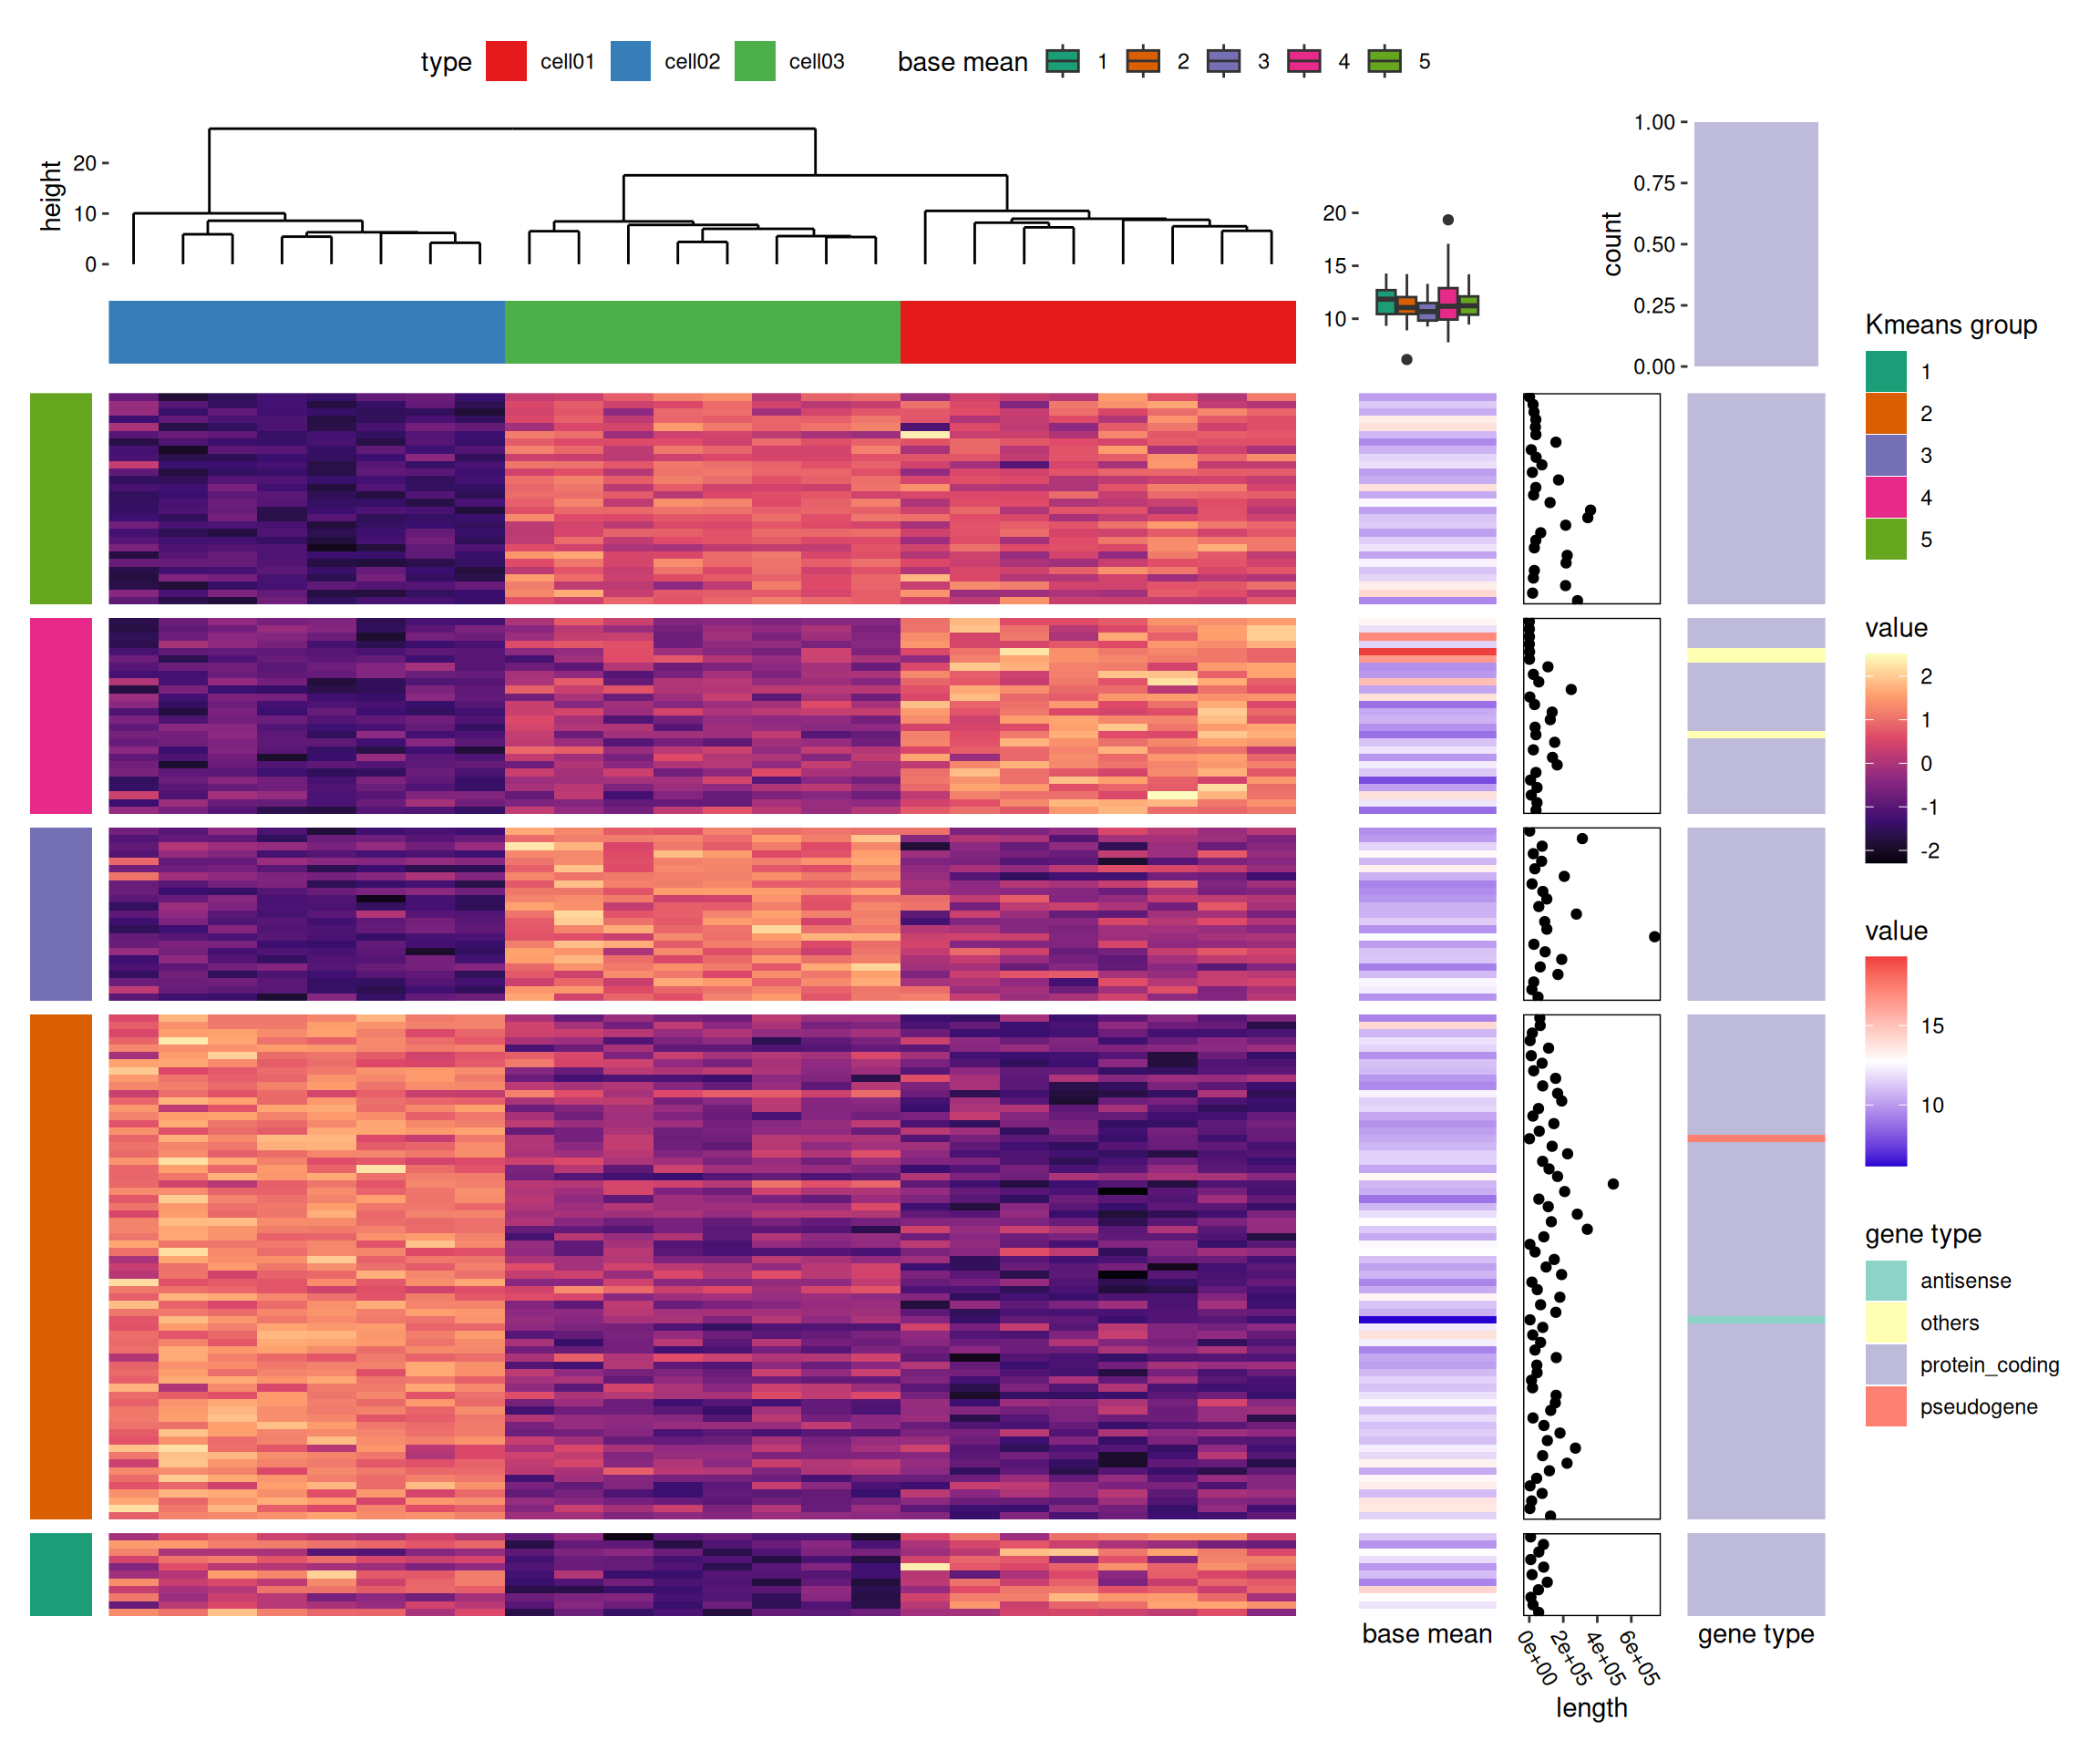 type cell01 cell02 cell03 base mean 1 2 3 4 5
height
20
10
0
20
15
10
count
1.00
0.75
0.50
0.25
0.00
Kmeans group
1
2
3
4
5
value
2
1
0
-1
-2
value
15
10
gene type
antisense
others
protein_coding
pseudogene
base mean
0e+00 2e+05 4e+05 6e+05
length
gene type